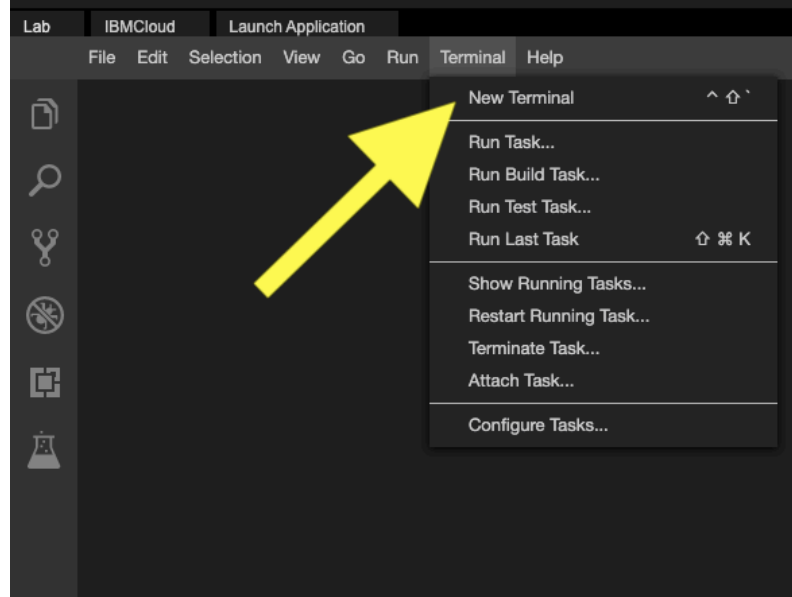 Lab IBMCloud Launch Application
File Edit Selection View Go Run Terminal Help
New Terminal ^ ⇧ `
Run Task...
Run Build Task...
Run Test Task...
Run Last Task ⇧ ⌘ K
Show Running Tasks...
Restart Running Task...
Terminate Task...
Attach Task...
Configure Tasks...